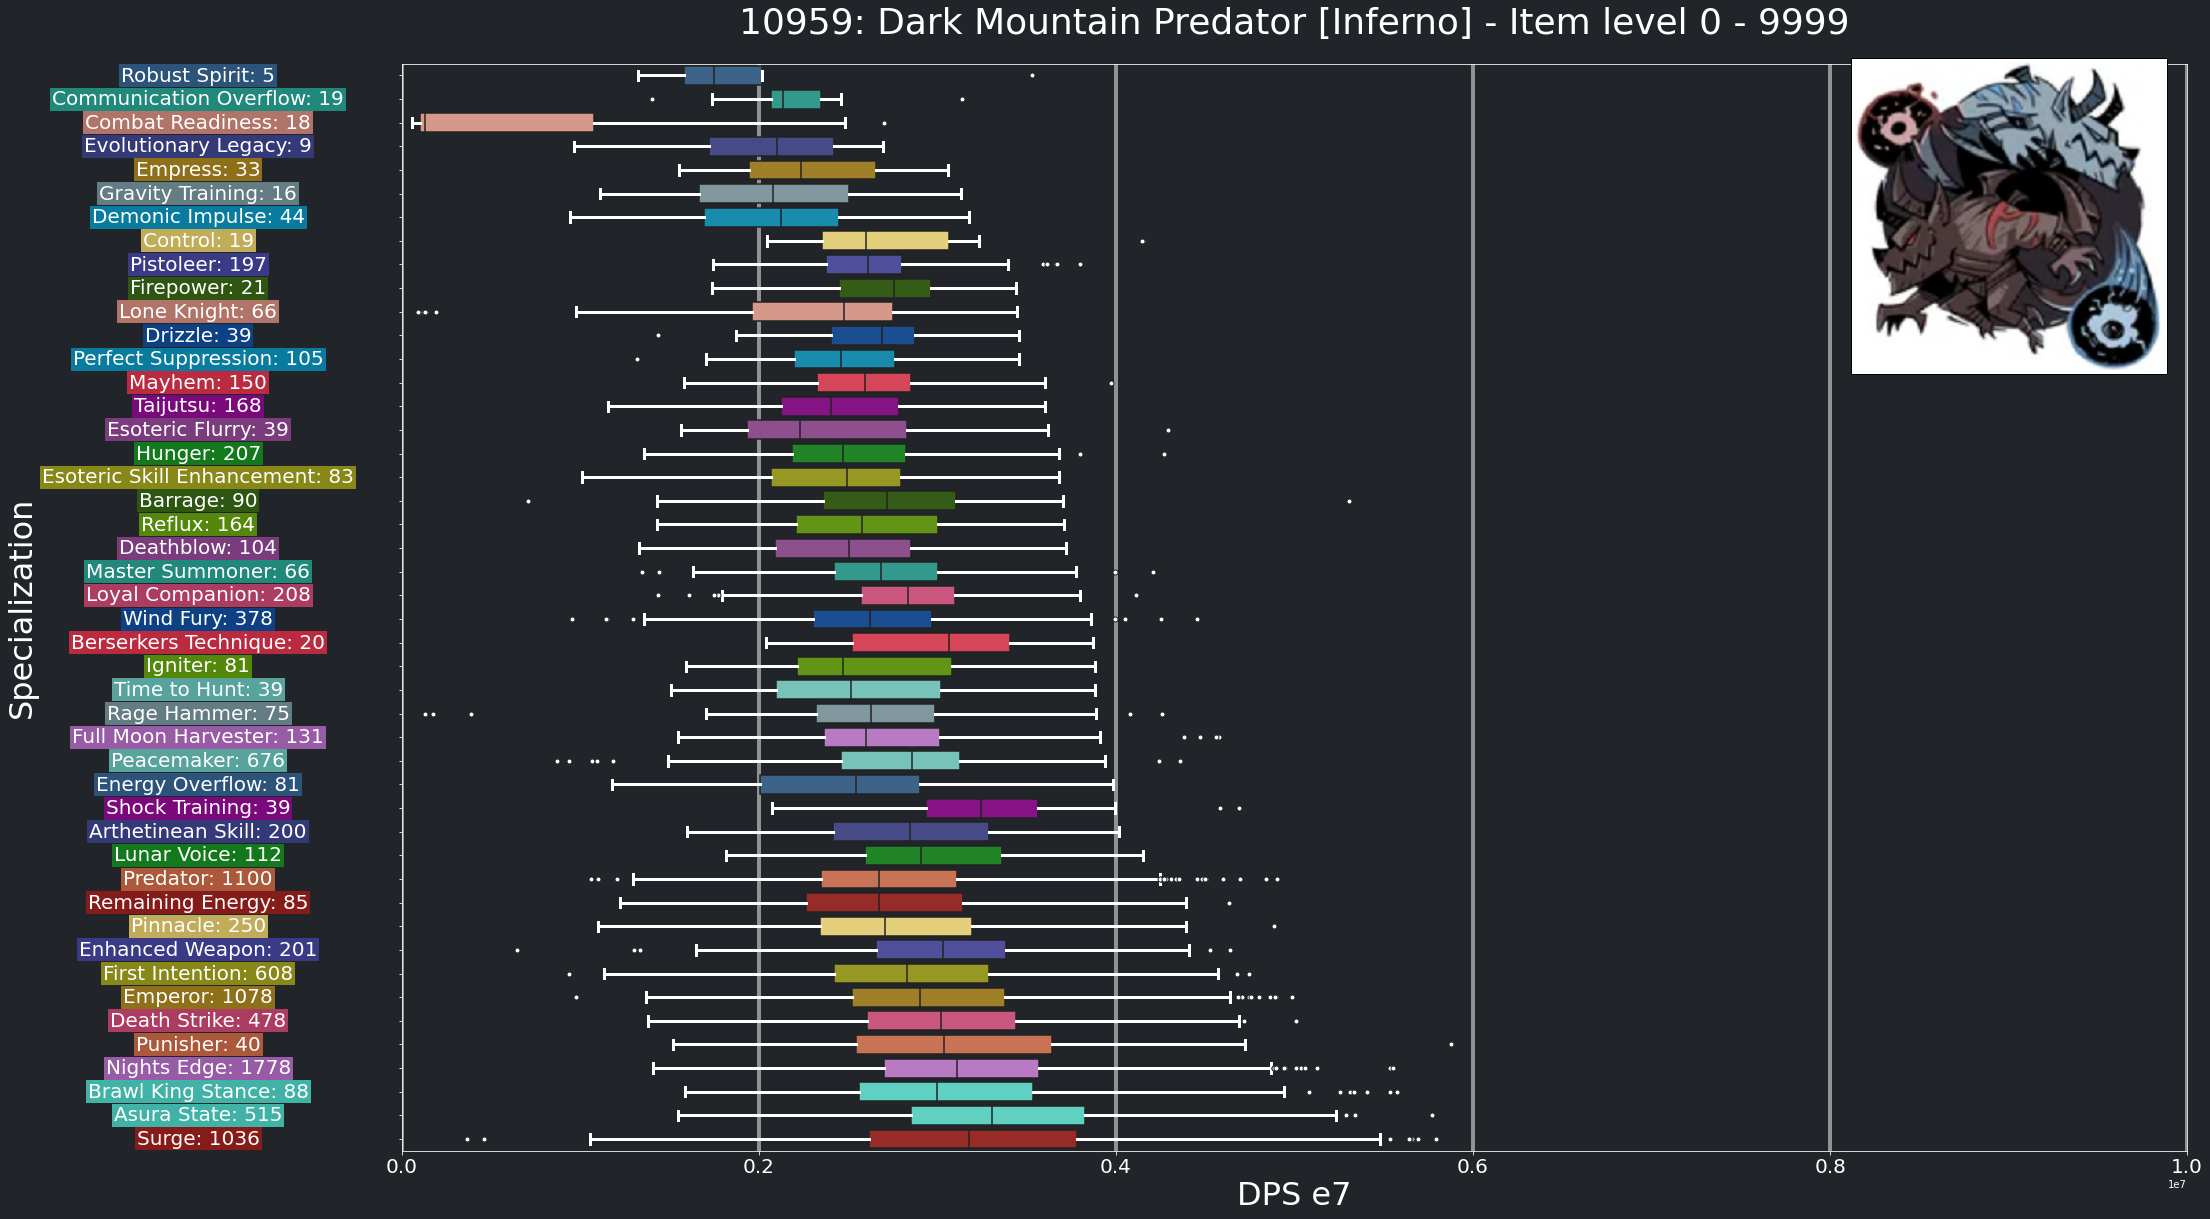 10959: Dark Mountain Predator [Inferno] - Item level 0 - 9999
Specialization
Robust Spirit: 5
Communication Overflow: 19
Combat Readiness: 18
Evolutionary Legacy: 9
Empress: 33
Gravity Training: 16
Demonic Impulse: 44
Control: 19
Pistoleer: 197
Firepower: 21
Lone Knight: 66
Drizzle: 39
Perfect Suppression: 105
Mayhem: 150
Taijutsu: 168
Esoteric Flurry: 39
Hunger: 207
Esoteric Skill Enhancement: 83
Barrage: 90
Reflux: 164
Deathblow: 104
Master Summoner: 66
Loyal Companion: 208
Wind Fury: 378
Berserkers Technique: 20
Igniter: 81
Time to Hunt: 39
Rage Hammer: 75
Full Moon Harvester: 131
Peacemaker: 676
Energy Overflow: 81
Shock Training: 39
Arthetinean Skill: 200
Lunar Voice: 112
Predator: 1100
Remaining Energy: 85
Pinnacle: 250
Enhanced Weapon: 201
First Intention: 608
Emperor: 1078
Death Strike: 478
Punisher: 40
Nights Edge: 1778
Brawl King Stance: 88
Asura State: 515
Surge: 1036
0.0 0.2 0.4 0.6 0.8 1.0
1e7
DPS e7